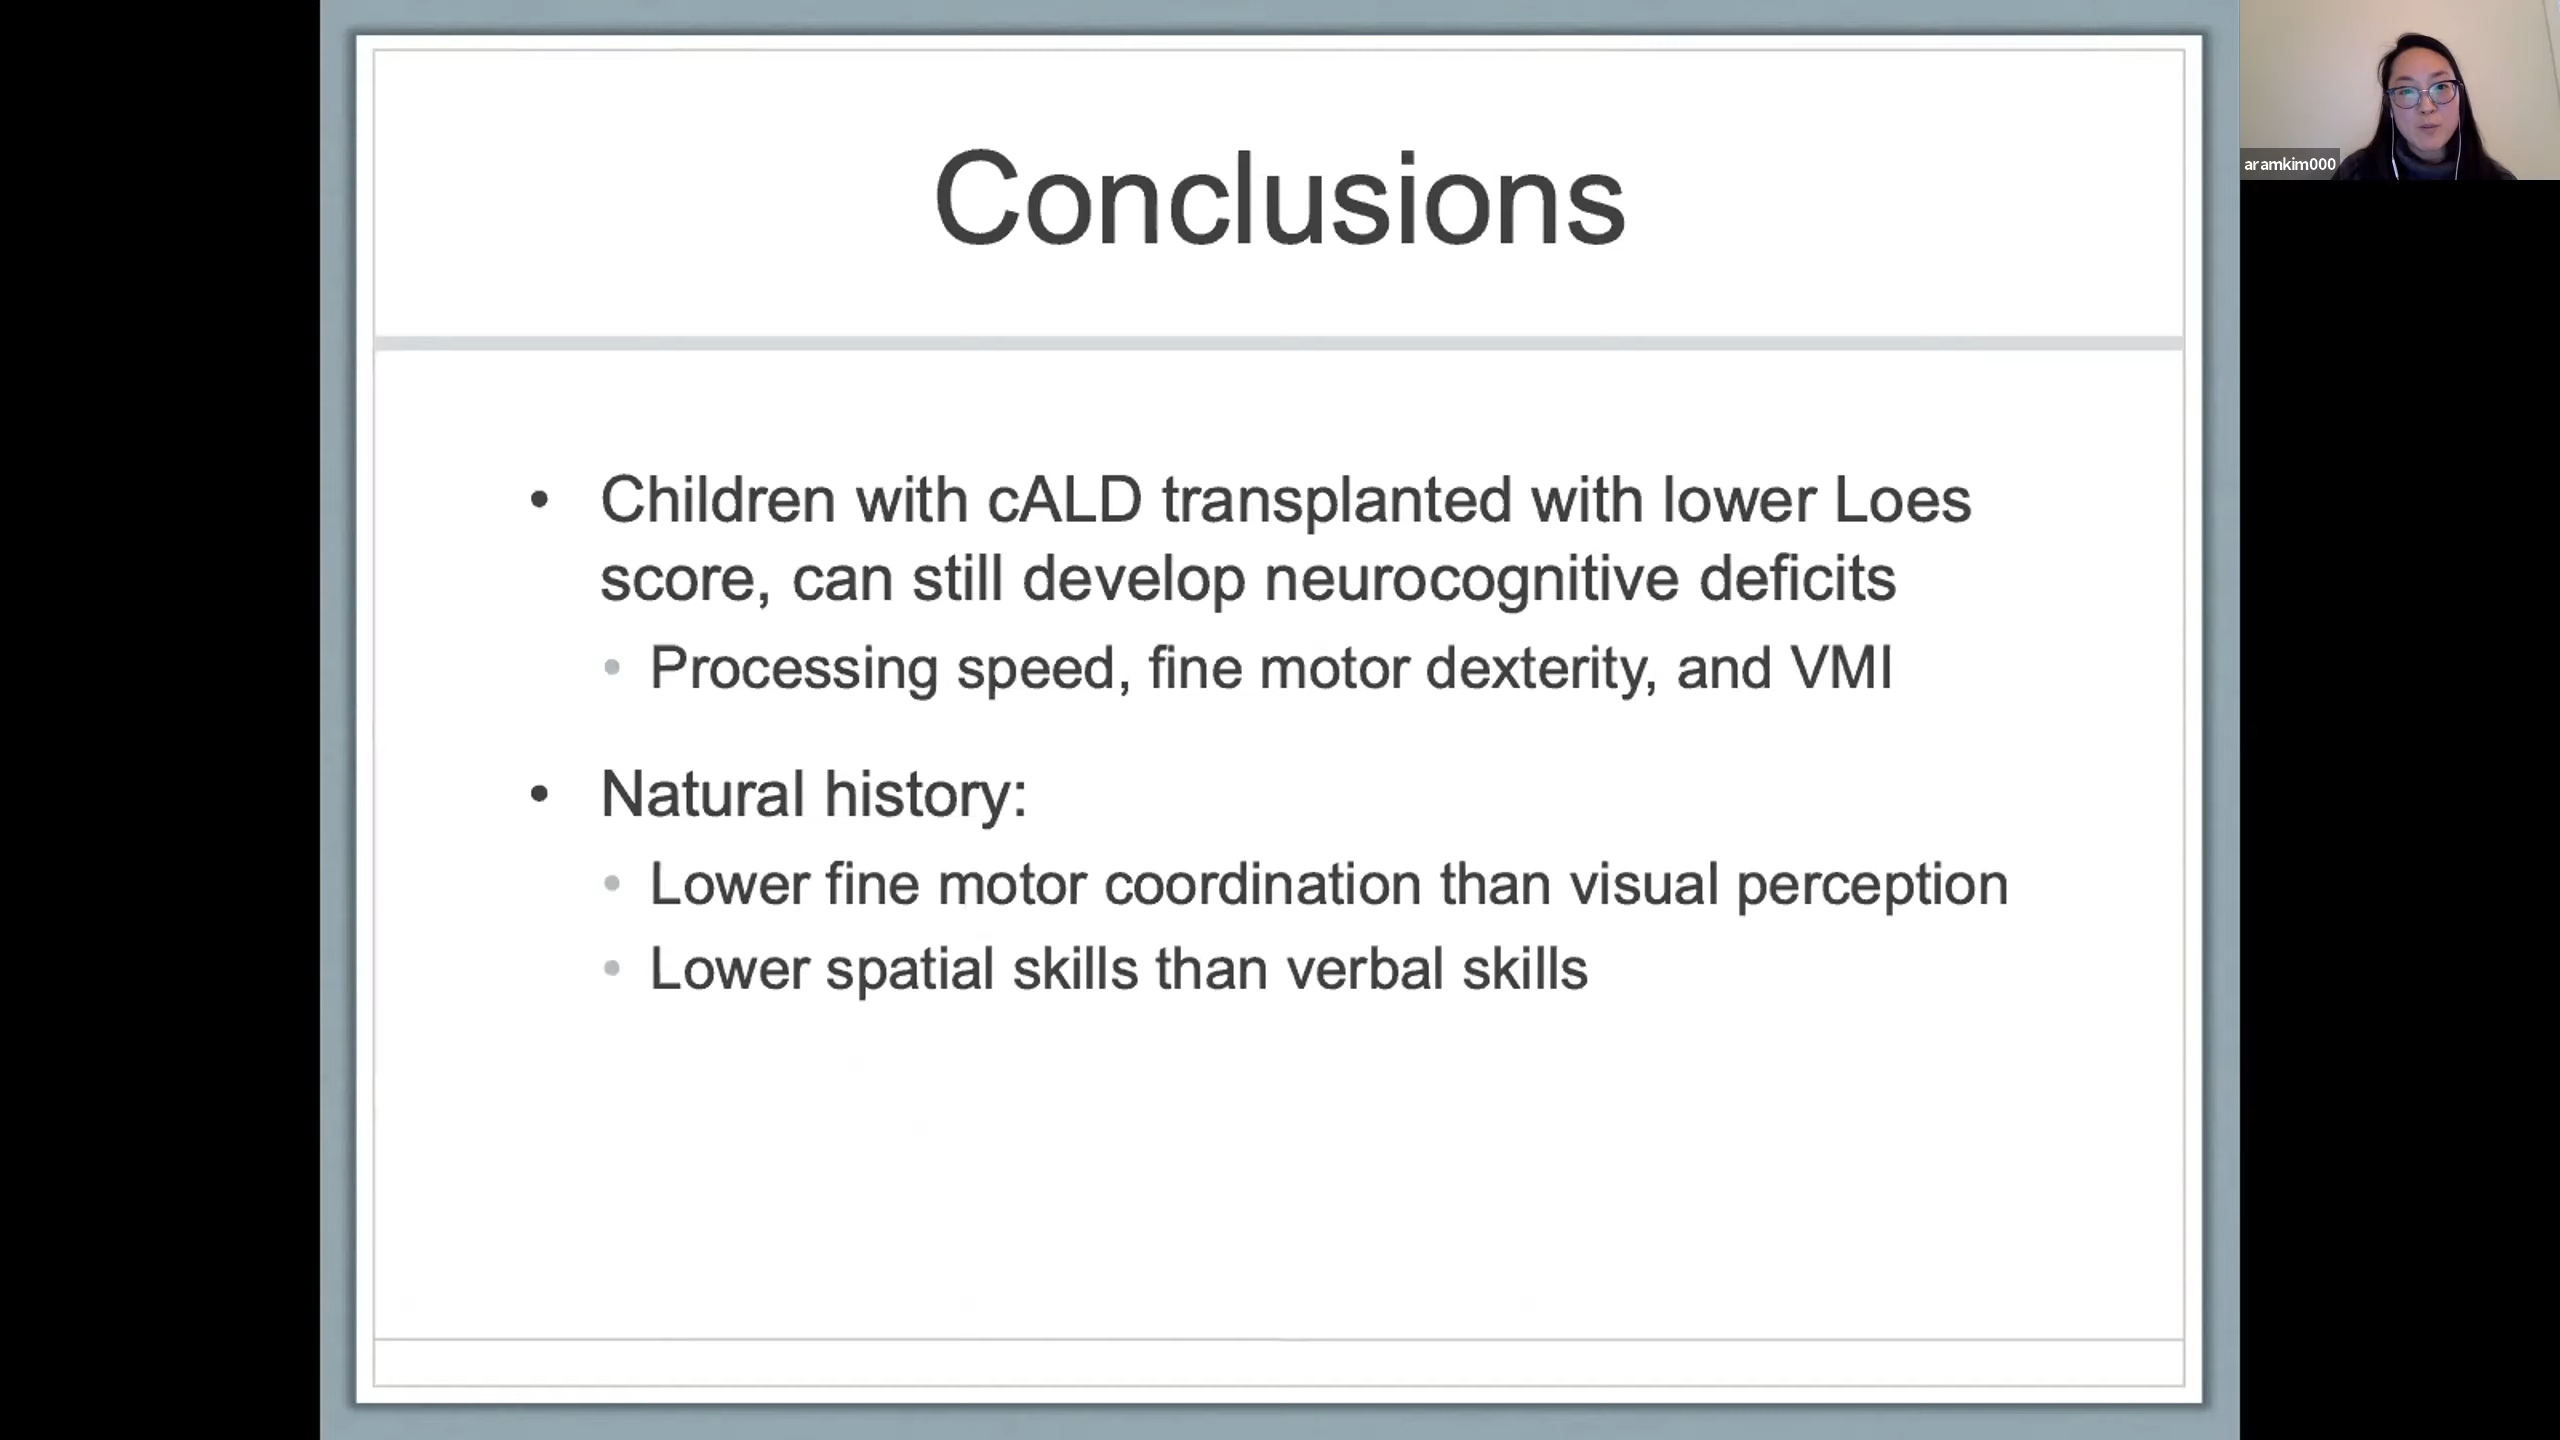 Conclusions
• Children with cALD transplanted with lower Loes
score, can still develop neurocognitive deficits
• Processing speed, fine motor dexterity, and VMI
• Natural history:
• Lower fine motor coordination than visual perception
• Lower spatial skills than verbal skills
aramkim000